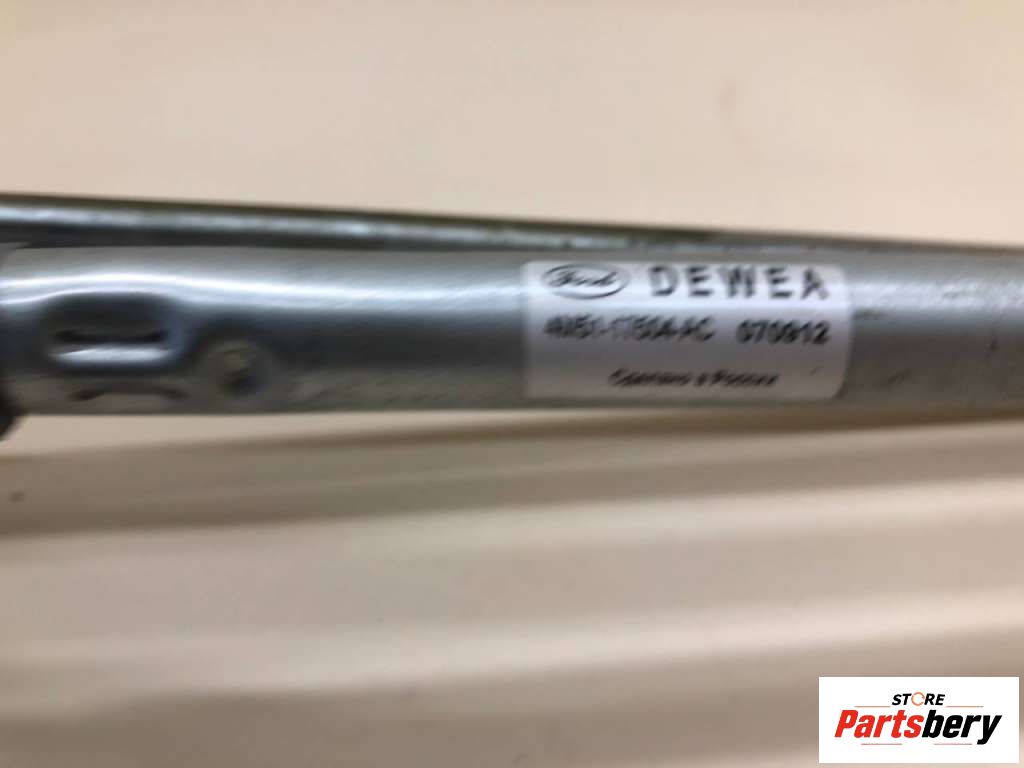 Ford DEWEA
4M51-17504-AC 070912
Сделано в России
STORE
Partsbery